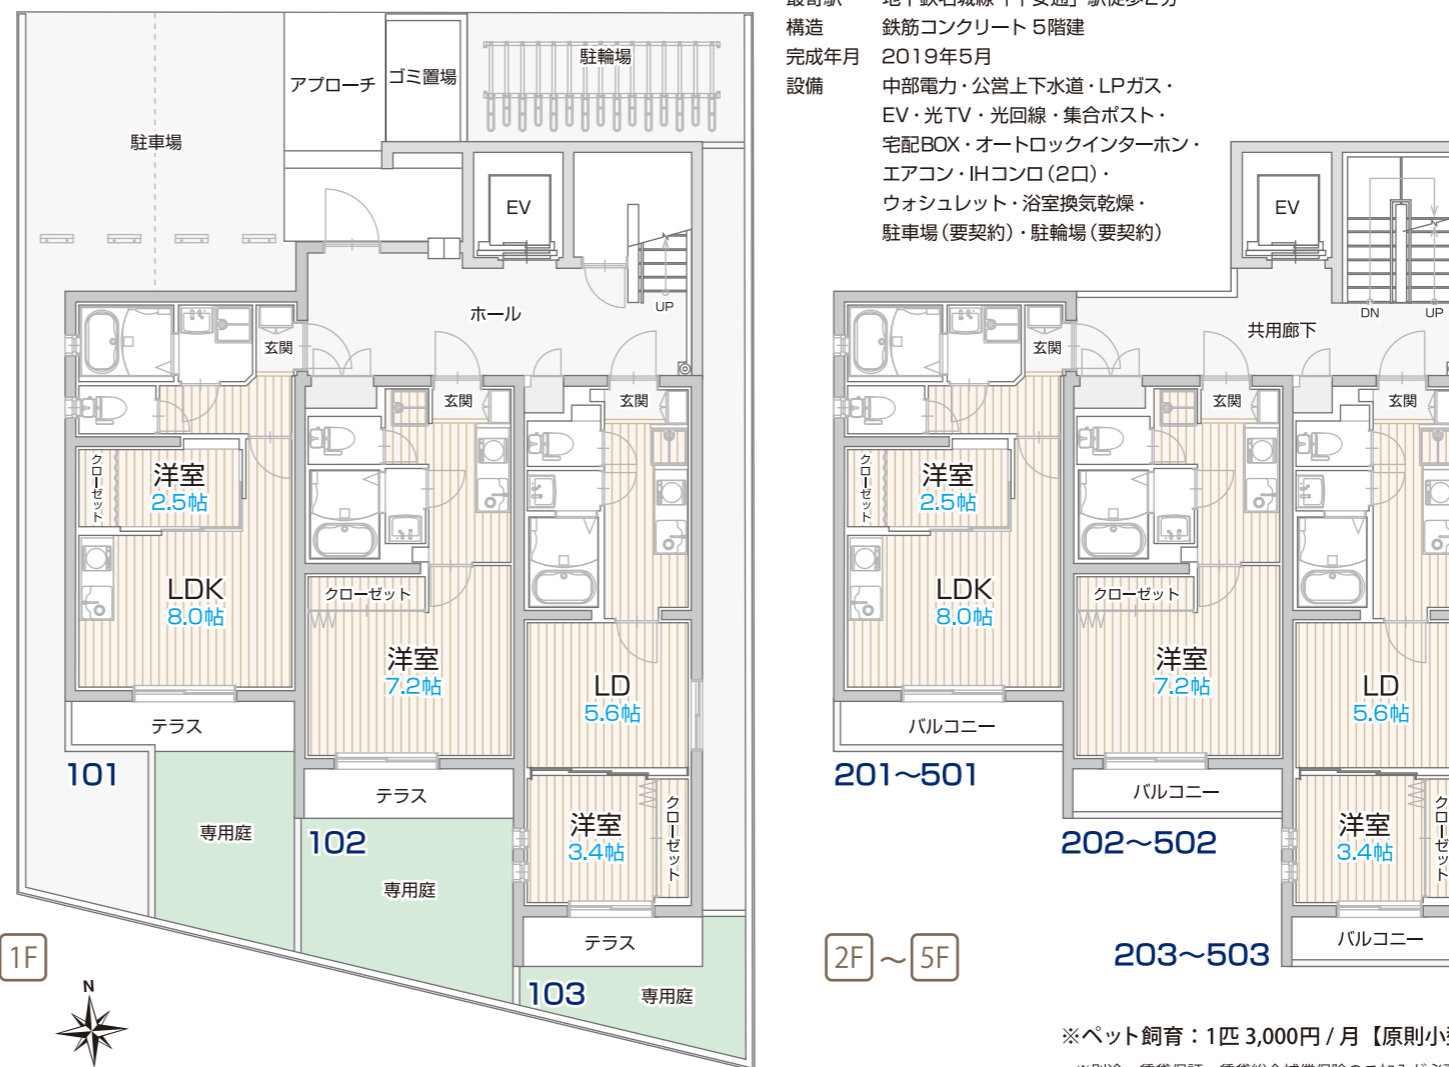 構造 鉄筋コンクリート 5階建
完成年月 2019年5月
設備 中部電力・公営上下水道・LPガス・
EV・光TV・光回線・集合ポスト・
宅配BOX・オートロックインターホン・
エアコン・IHコンロ(2口)・
ウォシュレット・浴室換気乾燥・
駐車場(要契約)・駐輪場(要契約)
駐車場
アプローチ
ゴミ置場
駐輪場
EV
UP
ホール
玄関
玄関
玄関
クローゼット
洋室
2.5帖
LDK
8.0帖
クローゼット
洋室
7.2帖
LD
5.6帖
洋室
3.4帖
クローゼット
テラス
101
専用庭
テラス
102
専用庭
テラス
103
専用庭
1F
N
EV
DN
UP
共用廊下
玄関
玄関
玄関
クローゼット
洋室
2.5帖
LDK
8.0帖
クローゼット
洋室
7.2帖
LD
5.6帖
洋室
3.4帖
クローゼット
バルコニー
201〜501
バルコニー
202〜502
バルコニー
203〜503
2F 〜 5F
※ペット飼育：1匹 3,000円 / 月【原則小